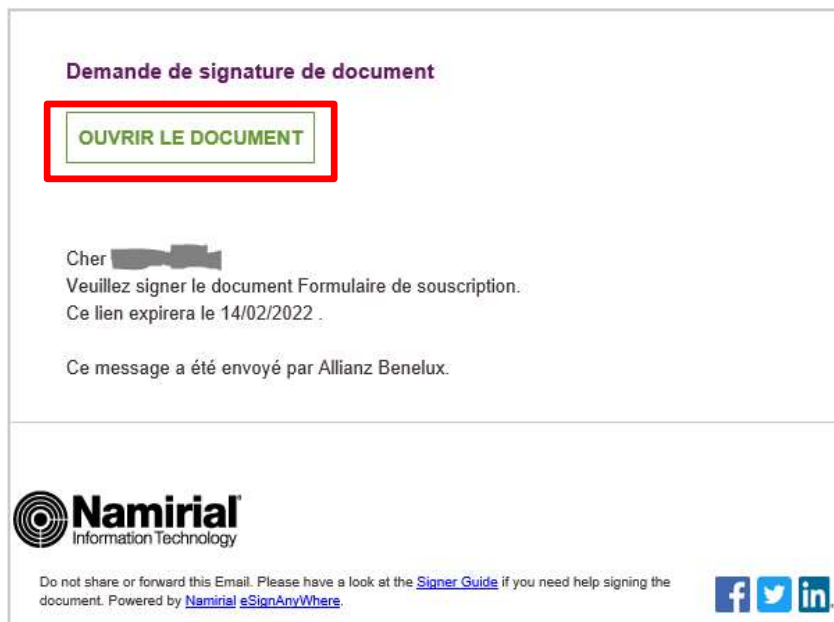 Demande de signature de document
OUVRIR LE DOCUMENT
Cher
Veuillez signer le document Formulaire de souscription.
Ce lien expirera le 14/02/2022 .
Ce message a été envoyé par Allianz Benelux.
Namirial
Information Technology
Do not share or forward this Email. Please have a look at the Signer Guide if you need help signing the
document. Powered by Namirial eSignAnyWhere.